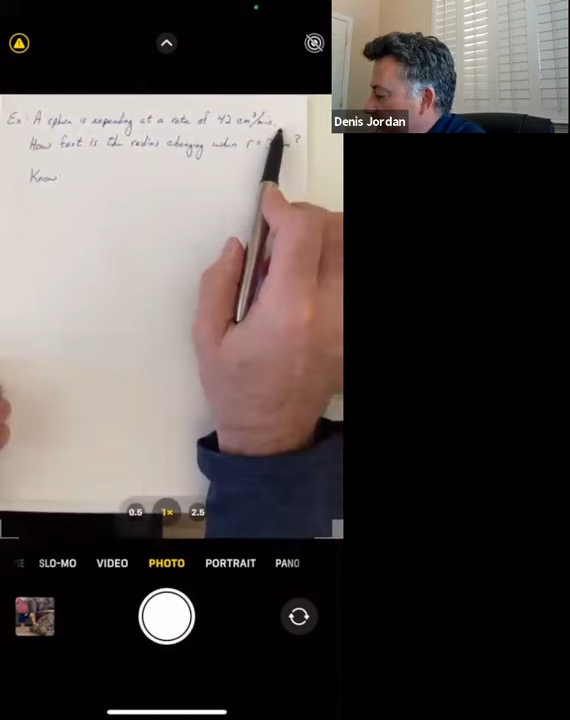 Denis Jordan
Ex: A sphere is expanding at a rate of 42 cm³/min.
How fast is the radius changing when r = 3 ?
Know:
0.5 1× 2.5
SLO-MO VIDEO PHOTO PORTRAIT PANO